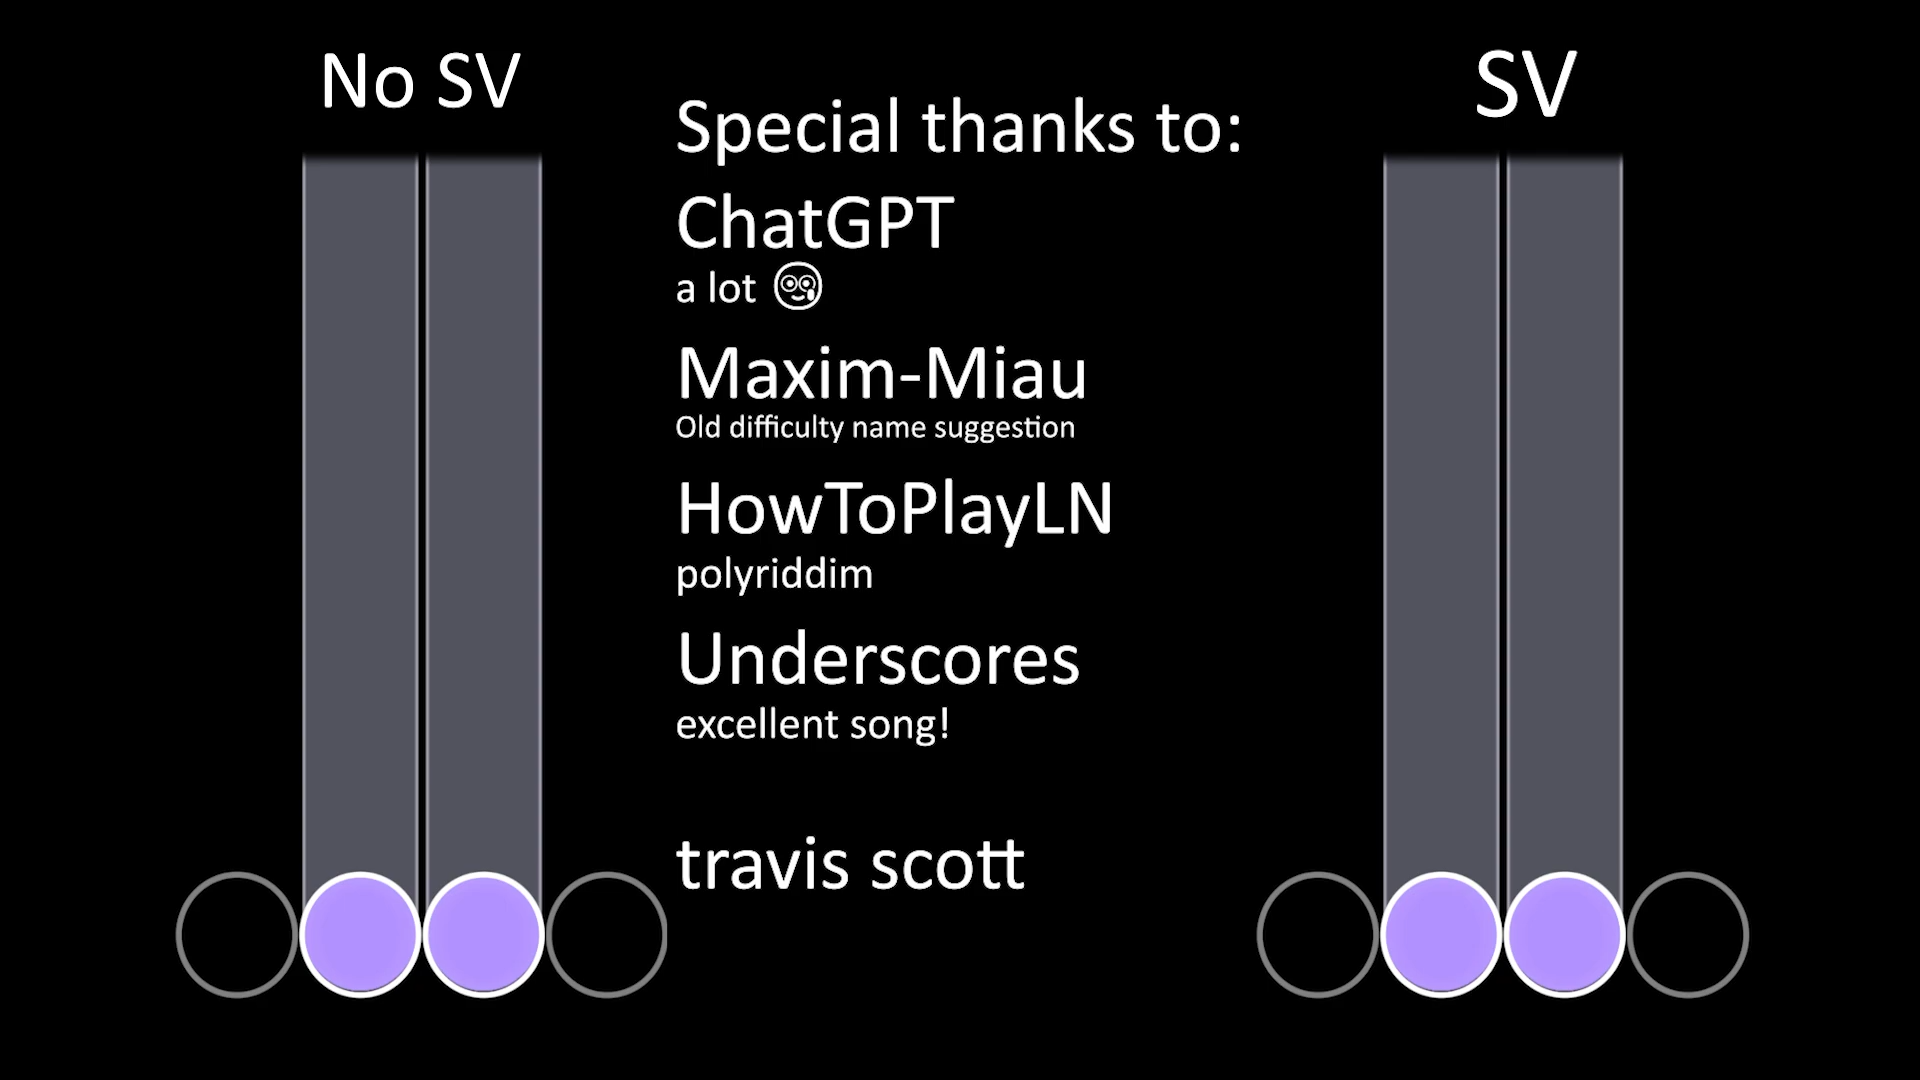 No SV
SV
Special thanks to:
ChatGPT
a lot 🥲
Maxim-Miau
Old difficulty name suggestion
HowToPlayLN
polyriddim
Underscores
excellent song!
travis scott